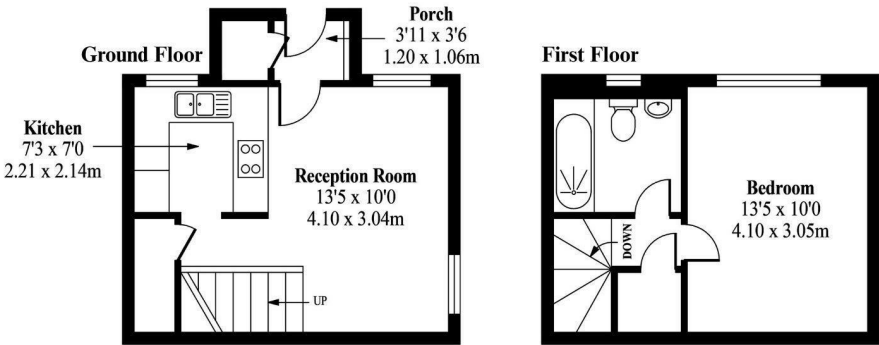 Porch
3'11 x 3'6
1.20 x 1.06m
Ground Floor
First Floor
Kitchen
7'3 x 7'0
2.21 x 2.14m
Reception Room
13'5 x 10'0
4.10 x 3.04m
UP
Bedroom
13'5 x 10'0
4.10 x 3.05m
DOWN